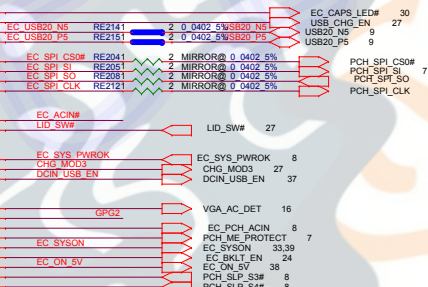 EC_CAPS_LED# 30
USB_CHG_EN 27
EC_USB20_N5 RE2141 2 0_0402_5% USB20_N5 USB20_N5 9
EC_USB20_P5 RE2151 2 0_0402_5% USB20_P5 USB20_P5 9
EC_SPI_CS0# RE2041 2 MIRROR@ 0_0402_5% PCH_SPI_CS0#
EC_SPI_SI RE2051 2 MIRROR@ 0_0402_5% PCH_SPI_SI 7
EC_SPI_SO RE2081 2 MIRROR@ 0_0402_5% PCH_SPI_SO
EC_SPI_CLK RE2121 2 MIRROR@ 0_0402_5% PCH_SPI_CLK
EC_ACIN#
LID_SW# LID_SW# 27
EC_SYS_PWROK EC_SYS_PWROK 8
CHG_MOD3 CHG_MOD3 27
DCIN_USB_EN DCIN_USB_EN 37
GPG2 VGA_AC_DET 16
EC_PCH_ACIN 8
PCH_ME_PROTECT 7
EC_SYSON EC_SYSON 33,39
EC_BKLT_EN 24
EC_ON_5V EC_ON_5V 38
PCH_SLP_S3# 8
PCH_SLP_S4# 8